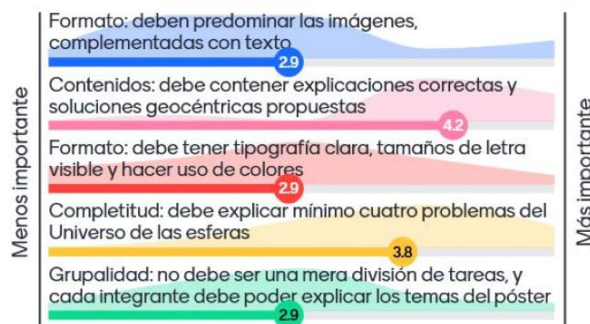 Formato: deben predominar las imágenes,
complementadas con texto
2.9
Contenidos: debe contener explicaciones correctas y
soluciones geocéntricas propuestas
4.2
Formato: debe tener tipografía clara, tamaños de letra
visible y hacer uso de colores
2.9
Completitud: debe explicar mínimo cuatro problemas del
Universo de las esferas
3.8
Grupalidad: no debe ser una mera división de tareas, y
cada integrante debe poder explicar los temas del póster
2.9
Menos importante
Más importante